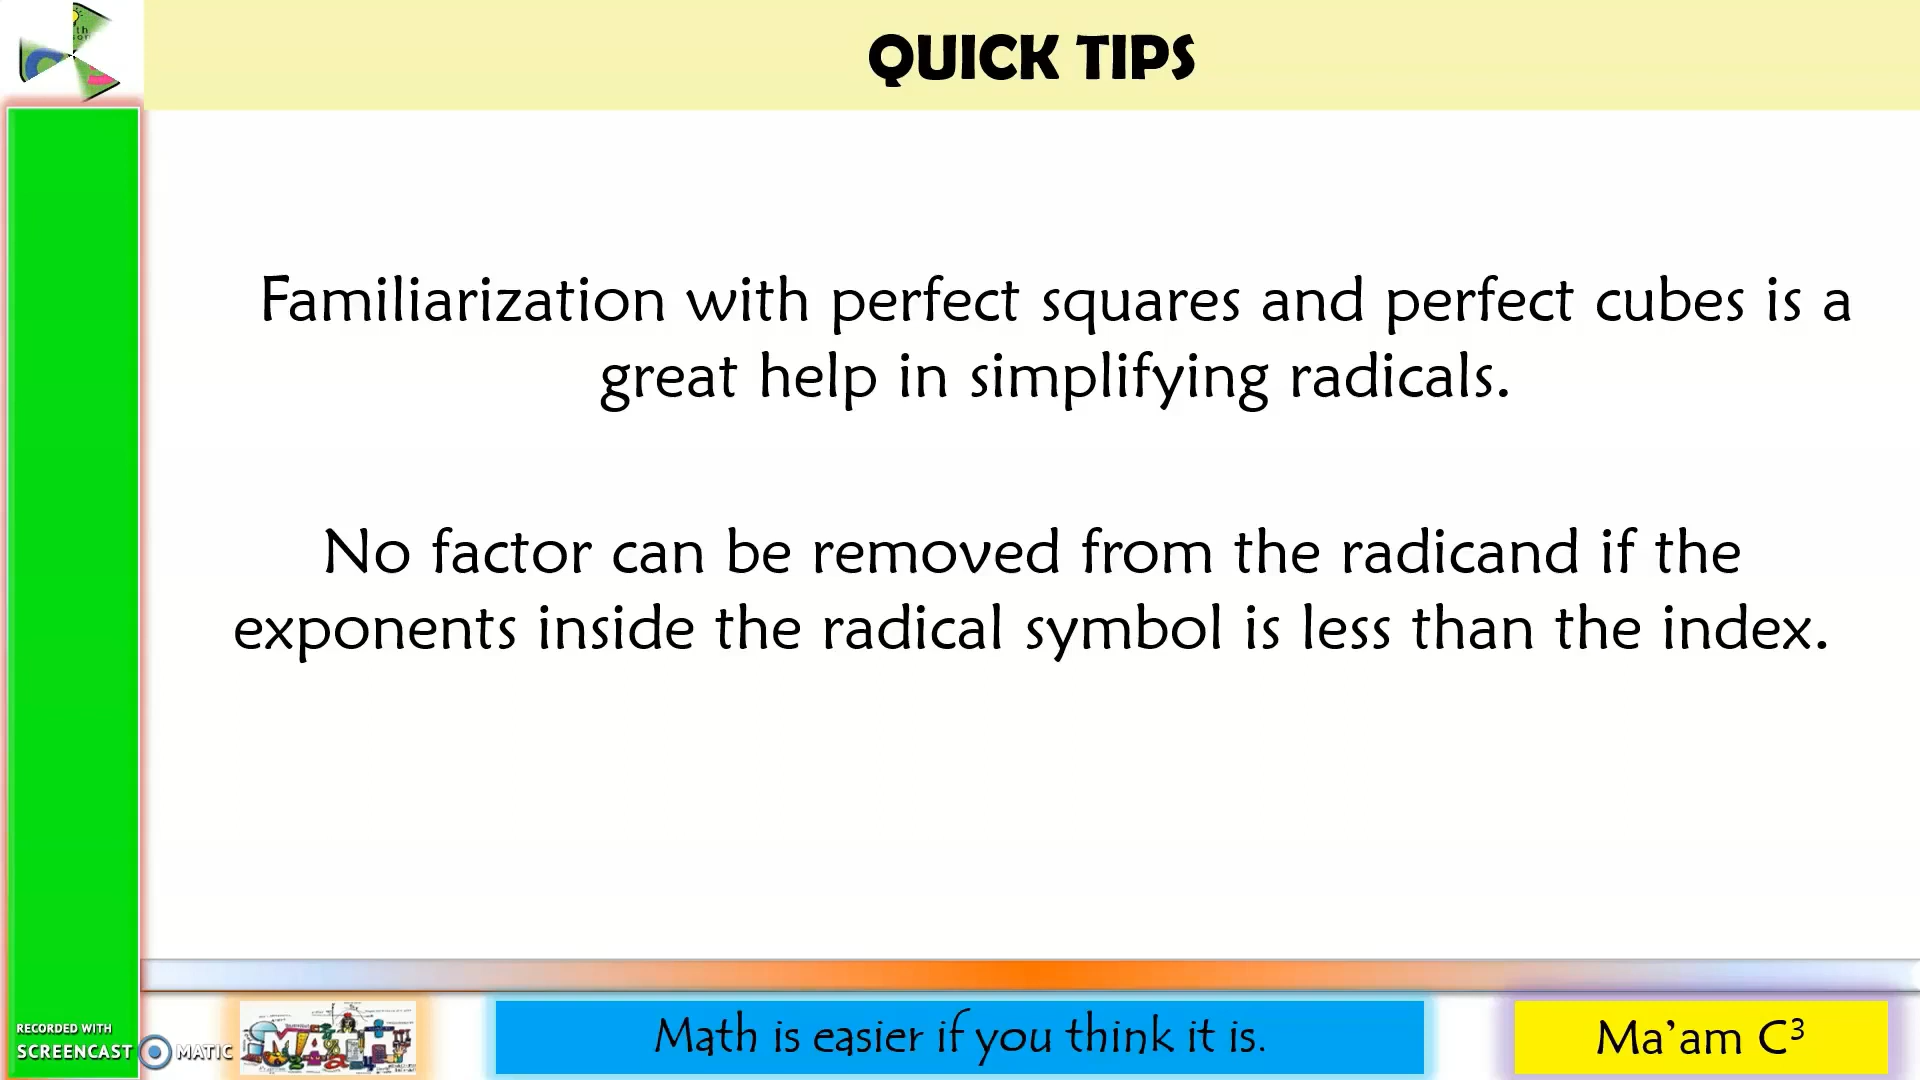 QUICK TIPS
Familiarization with perfect squares and perfect cubes is a
great help in simplifying radicals.
No factor can be removed from the radicand if the
exponents inside the radical symbol is less than the index.
RECORDED WITH
SCREENCAST MATIC
MATH
Math is easier if you think it is.
Ma’am C³